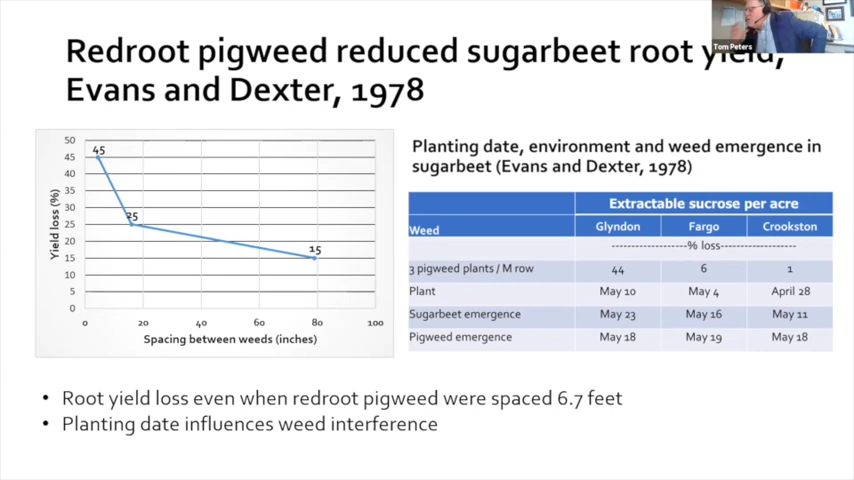 Redroot pigweed reduced sugarbeet root yield,
Evans and Dexter, 1978
Tom Peters
50
45
40
35
30
25
20
15
10
5
0
Yield loss (%)
45
25
15
0 20 40 60 80 100
Spacing between weeds (inches)
Planting date, environment and weed emergence in
sugarbeet (Evans and Dexter, 1978)
Extractable sucrose per acre
Weed Glyndon Fargo Crookston
-------------------% loss-------------------
3 pigweed plants / M row 44 6 1
Plant May 10 May 4 April 28
Sugarbeet emergence May 23 May 16 May 11
Pigweed emergence May 18 May 19 May 18
• Root yield loss even when redroot pigweed were spaced 6.7 feet
• Planting date influences weed interference